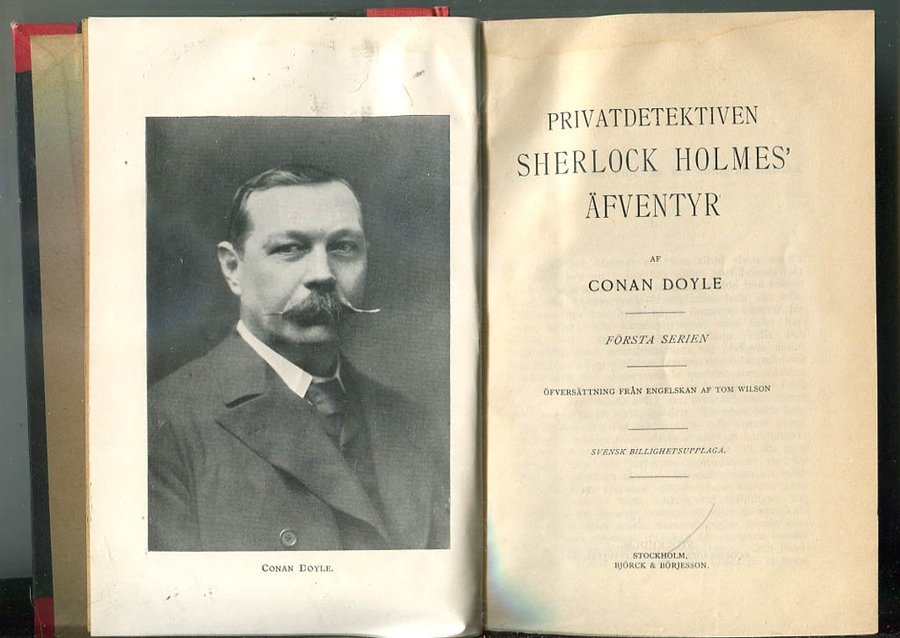 CONAN DOYLE.
PRIVATDETEKTIVEN
SHERLOCK HOLMES'
ÄFVENTYR
AF
CONAN DOYLE
FÖRSTA SERIEN
ÖFVERSÄTTNING FRÅN ENGELSKAN AF TOM WILSON
SVENSK BILLIGHETSUPPLAGA.
STOCKHOLM,
BJÖRCK & BÖRJESSON.